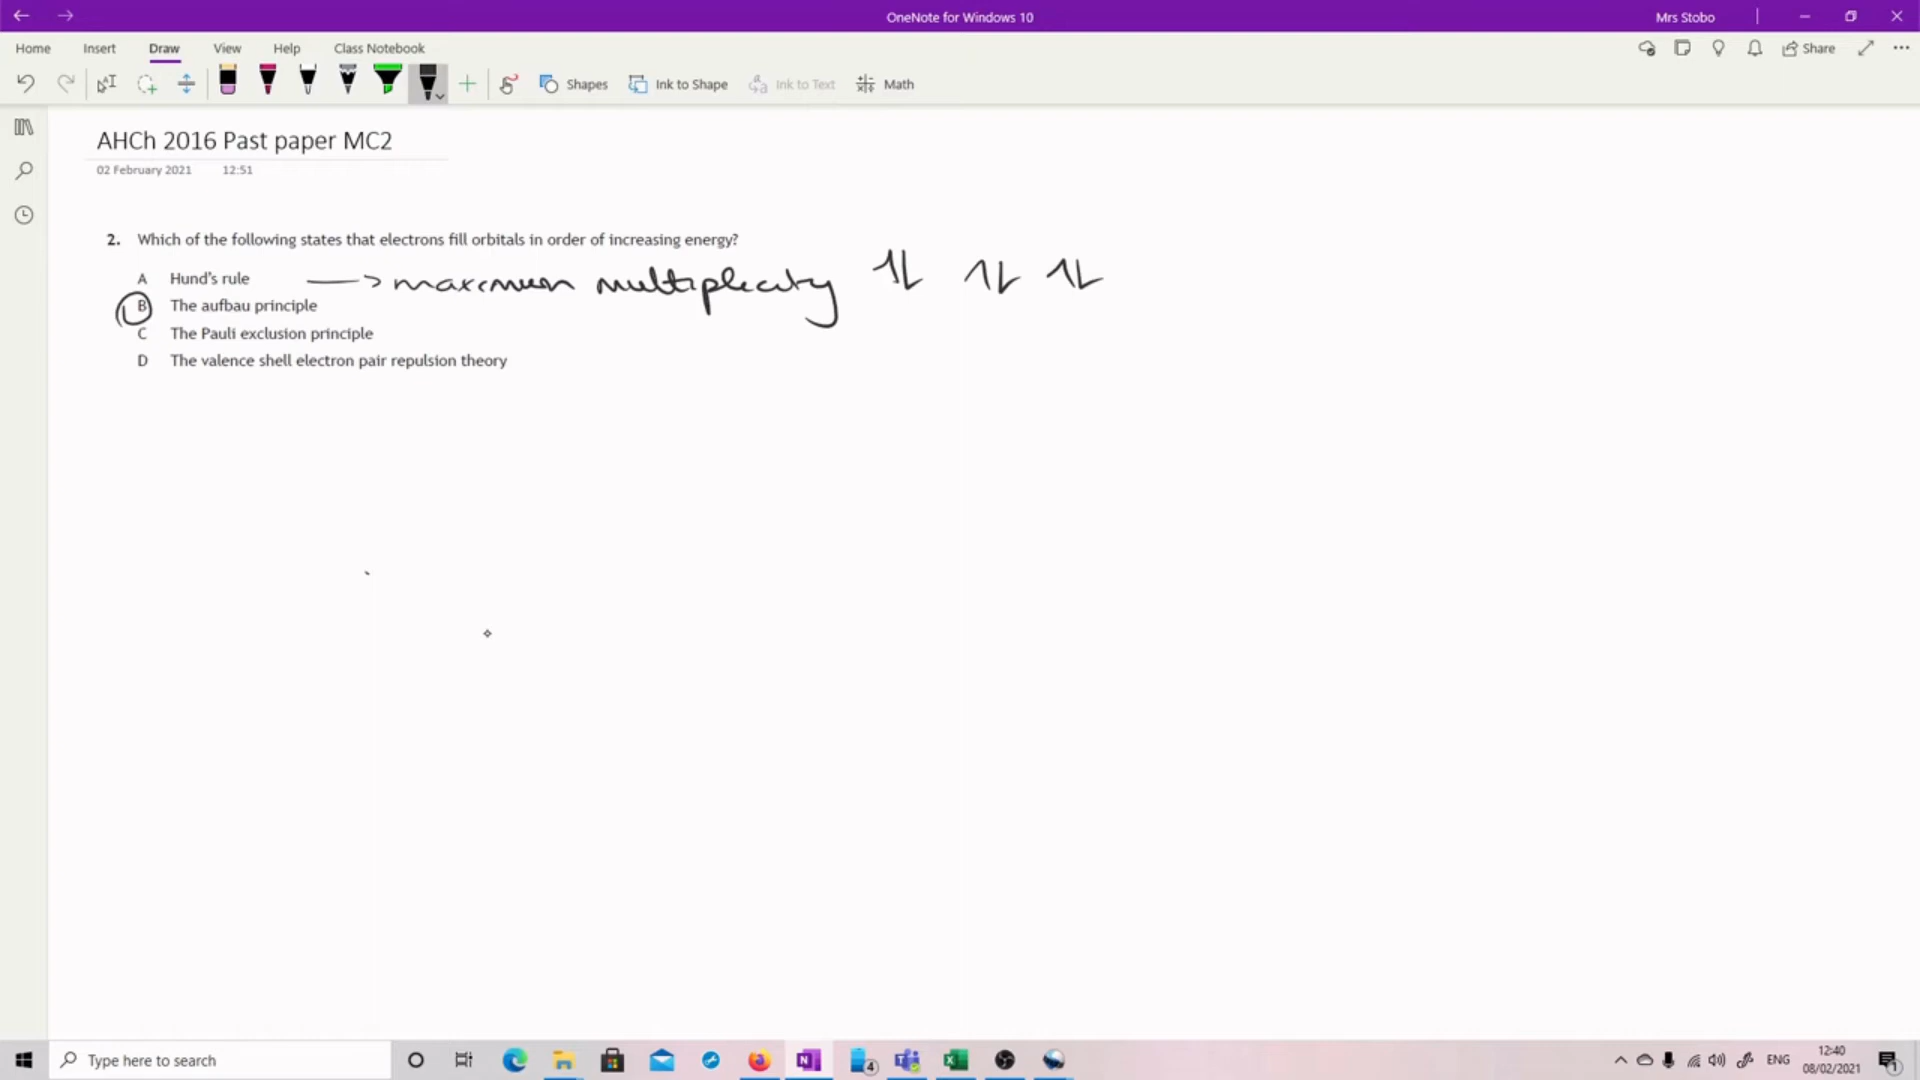 OneNote for Windows 10
Mrs Stobo
Home Insert Draw View Help Class Notebook
Share
Shapes Ink to Shape Ink to Text Math
AHCh 2016 Past paper MC2
02 February 2021 12:51
2. Which of the following states that electrons fill orbitals in order of increasing energy?
A Hund's rule → maximum multiplicity ↑↓ ↑↓ ↑↓
B The aufbau principle
C The Pauli exclusion principle
D The valence shell electron pair repulsion theory
Type here to search
4
ENG
12:40
08/02/2021
1